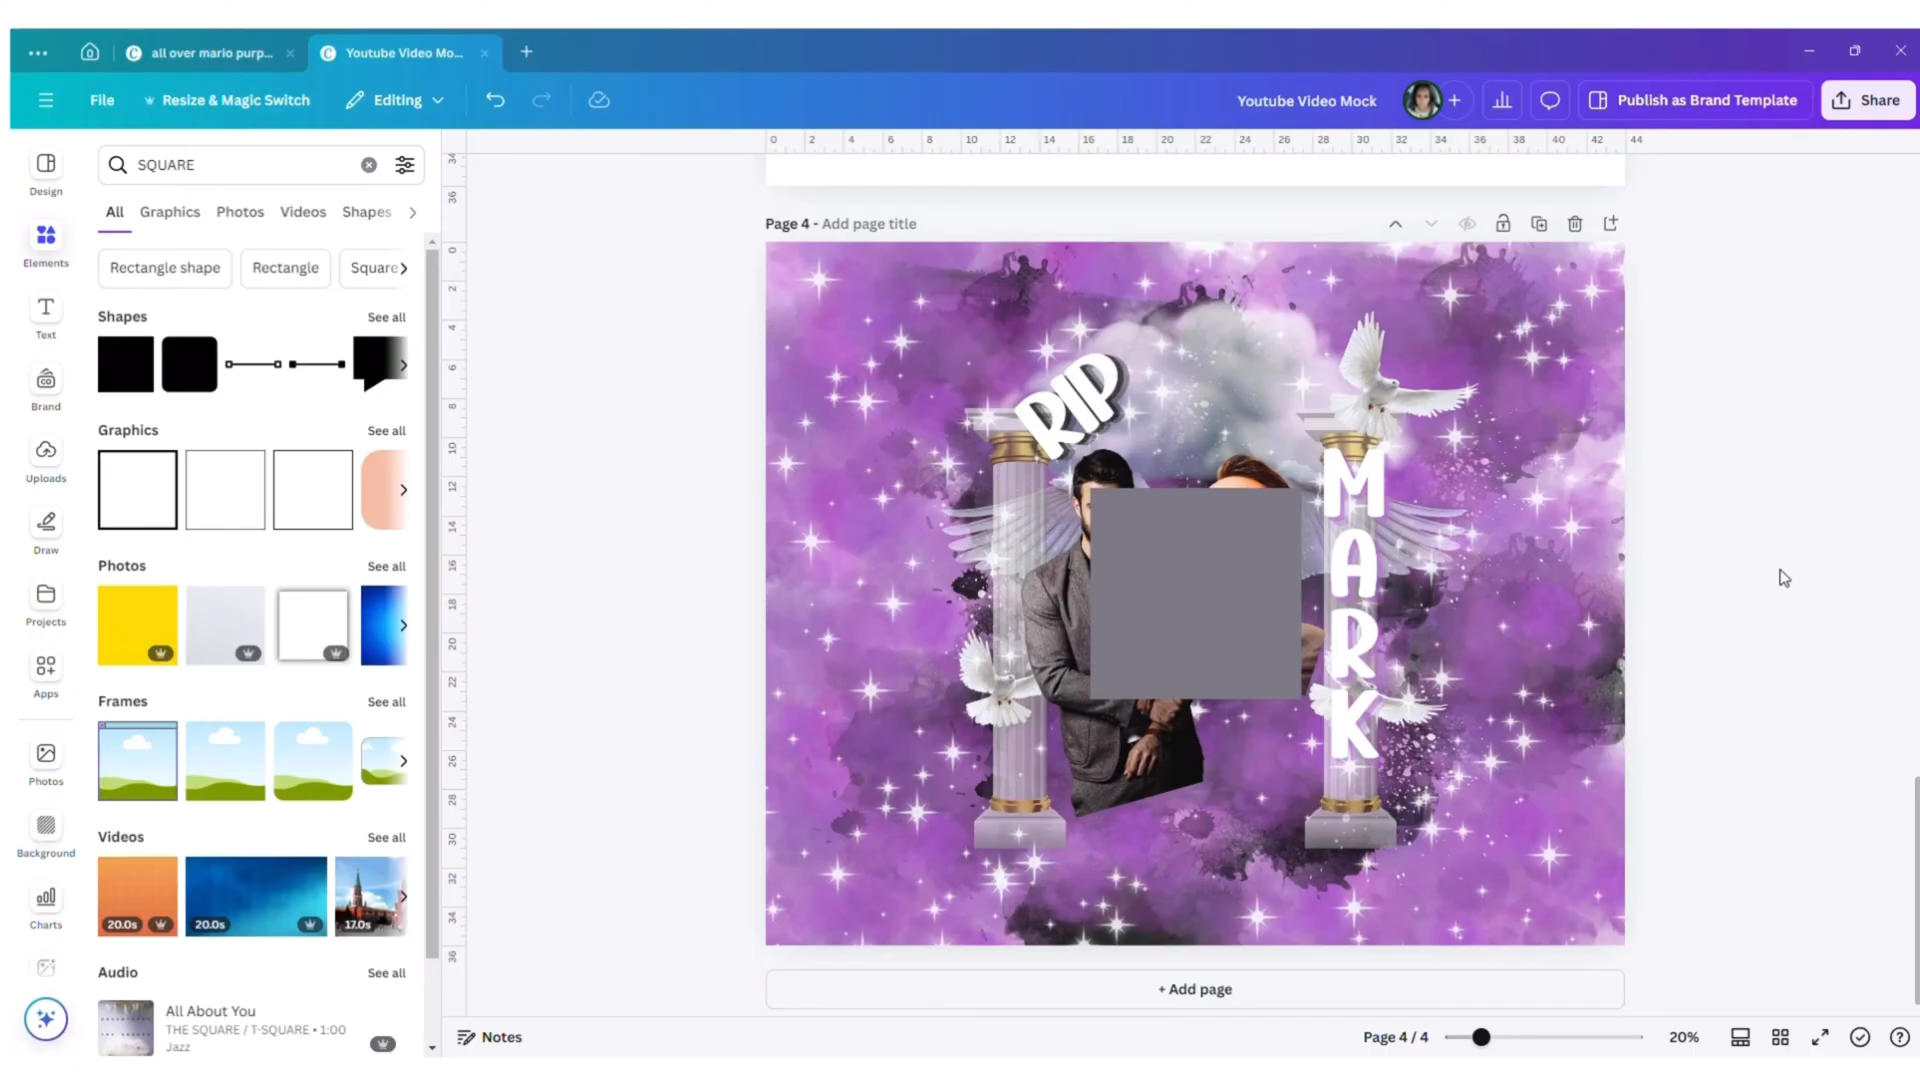 all over mario purp...
Youtube Video Mo...
File
Resize & Magic Switch
Editing
Youtube Video Mock
Publish as Brand Template
Share
Design
Elements
Text
Brand
Uploads
Draw
Projects
Apps
Photos
Background
Charts
SQUARE
All
Graphics
Photos
Videos
Shapes
Rectangle shape
Rectangle
Square
Shapes
See all
Graphics
See all
Photos
See all
Frames
See all
Videos
See all
20.0s
20.0s
17.0s
Audio
See all
All About You
THE SQUARE / T-SQUARE • 1:00
Jazz
0 2 4 6 8 10 12 14 16 18 20 22 24 26 28 30 32 34 36 38 40 42 44
34
36
0
2
4
6
8
10
12
14
16
18
20
22
24
26
28
30
32
34
36
Page 4 - Add page title
RIP
MARK
+ Add page
Notes
Page 4 / 4
20%